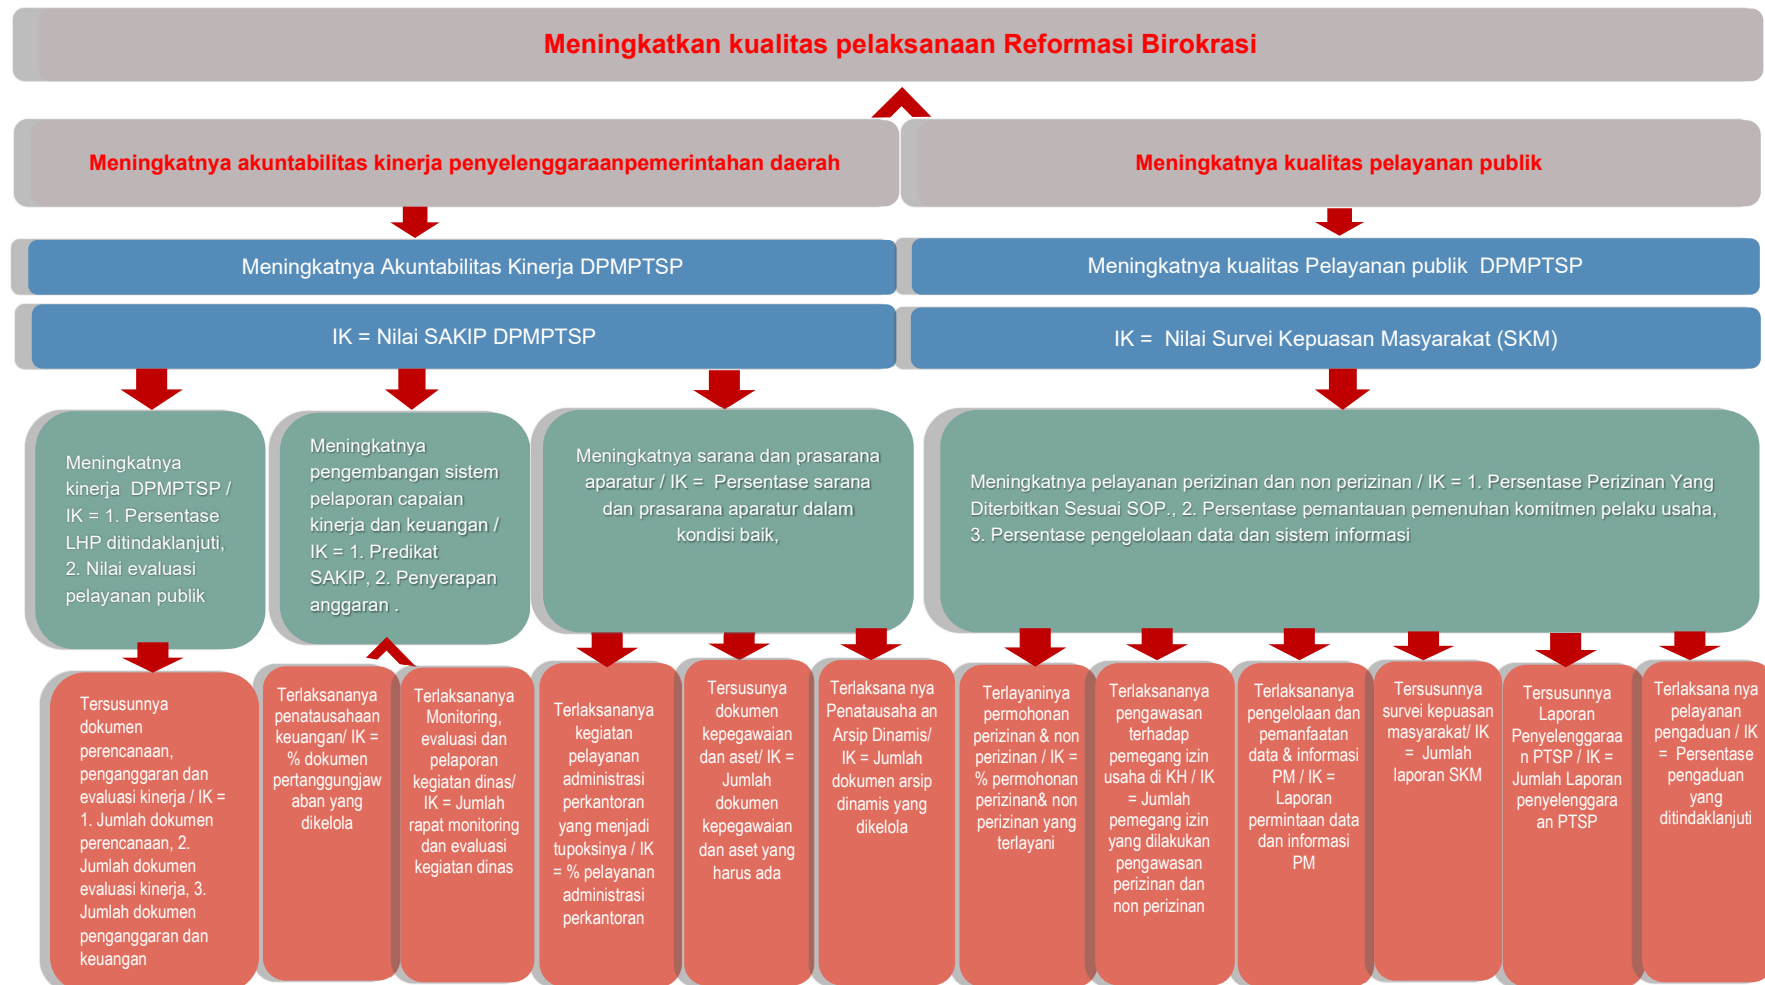 Meningkatkan kualitas pelaksanaan Reformasi Birokrasi
Meningkatnya akuntabilitas kinerja penyelenggaraanpemerintahan daerah
Meningkatnya kualitas pelayanan publik
Meningkatnya Akuntabilitas Kinerja DPMPTSP
Meningkatnya kualitas Pelayanan publik DPMPTSP
IK = Nilai SAKIP DPMPTSP
IK = Nilai Survei Kepuasan Masyarakat (SKM)
Meningkatnya
kinerja DPMPTSP /
IK = 1. Persentase
LHP ditindaklanjuti,
2. Nilai evaluasi
pelayanan publik
Meningkatnya
pengembangan sistem
pelaporan capaian
kinerja dan keuangan /
IK = 1. Predikat
SAKIP, 2. Penyerapan
anggaran .
Meningkatnya sarana dan prasarana
aparatur / IK = Persentase sarana
dan prasarana aparatur dalam
kondisi baik,
Meningkatnya pelayanan perizinan dan non perizinan / IK = 1. Persentase Perizinan Yang
Diterbitkan Sesuai SOP., 2. Persentase pemantauan pemenuhan komitmen pelaku usaha,
3. Persentase pengelolaan data dan sistem informasi
Tersusunnya
dokumen
perencanaan,
penganggaran dan
evaluasi kinerja / IK =
1. Jumlah dokumen
perencanaan, 2.
Jumlah dokumen
evaluasi kinerja, 3.
Jumlah dokumen
penganggaran dan
keuangan
Terlaksananya
penatausahaan
keuangan/ IK =
% dokumen
pertanggungjaw
aban yang
dikelola
Terlaksananya
Monitoring,
evaluasi dan
pelaporan
kegiatan dinas/
IK = Jumlah
rapat monitoring
dan evaluasi
kegiatan dinas
Terlaksananya
kegiatan
pelayanan
administrasi
perkantoran
yang menjadi
tupoksinya / IK
= % pelayanan
administrasi
perkantoran
Tersusunya
dokumen
kepegawaian
dan aset/ IK =
Jumlah
dokumen
kepegawaian
dan aset yang
harus ada
Terlaksana nya
Penatausaha an
Arsip Dinamis/
IK = Jumlah
dokumen arsip
dinamis yang
dikelola
Terlayaninya
permohonan
perizinan & non
perizinan / IK =
% permohonan
perizinan& non
perizinan yang
terlayani
Terlaksananya
pengawasan
terhadap
pemegang izin
usaha di KH / IK
= Jumlah
pemegang izin
yang dilakukan
pengawasan
perizinan dan
non perizinan
Terlaksananya
pengelolaan dan
pemanfaatan
data & informasi
PM / IK =
Laporan
permintaan data
dan informasi
PM
Tersusunnya
survei kepuasan
masyarakat/ IK
= Jumlah
laporan SKM
Tersusunnya
Laporan
Penyelenggaraa
n PTSP / IK =
Jumlah Laporan
penyelenggara
an PTSP
Terlaksana nya
pelayanan
pengaduan / IK
= Persentase
pengaduan
yang
ditindaklanjuti